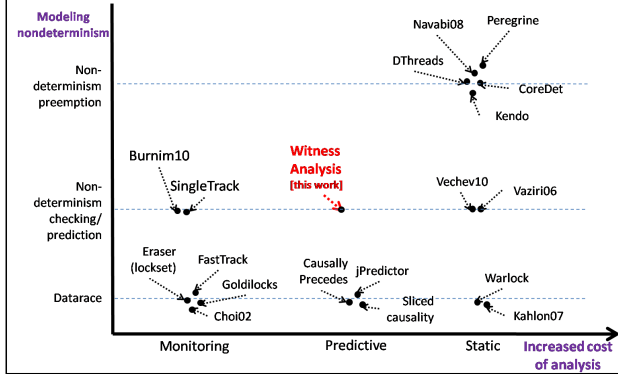 Modeling
nondeterminism
Navabi08
Peregrine
DThreads
CoreDet
Kendo
Non-
determinism
preemption
Burnim10
SingleTrack
Witness
Analysis
[this work]
Vechev10
Vaziri06
Non-
determinism
checking/
prediction
Eraser
(lockset)
FastTrack
Goldilocks
Choi02
Causally
Precedes
jPredictor
Sliced
causality
Warlock
Kahlon07
Datarace
Monitoring
Predictive
Static
Increased cost
of analysis